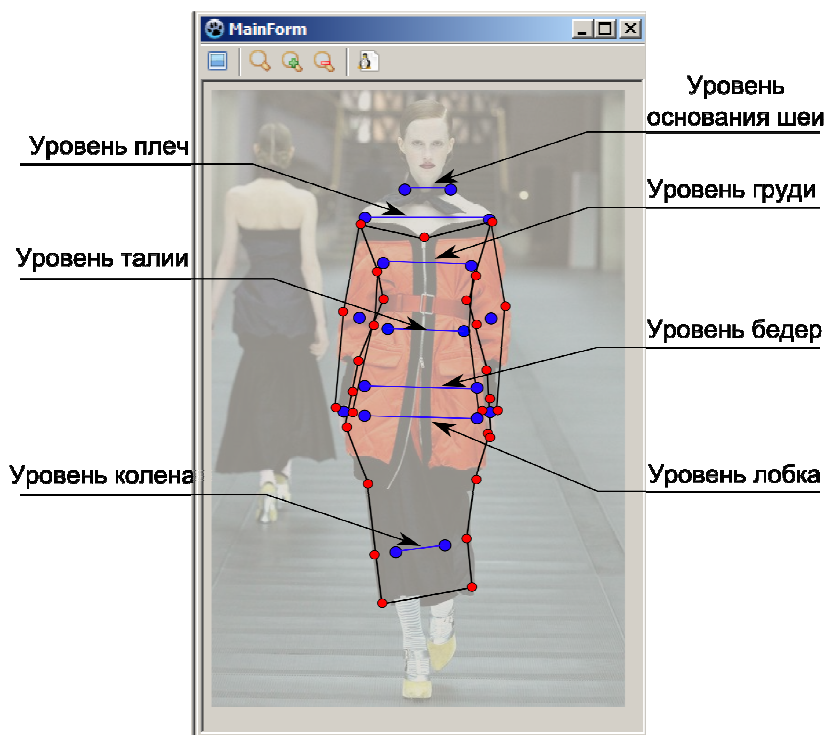 MainForm
Уровень
основания шеи
Уровень плеч
Уровень груди
Уровень талии
Уровень бедер
Уровень колена
Уровень лобка